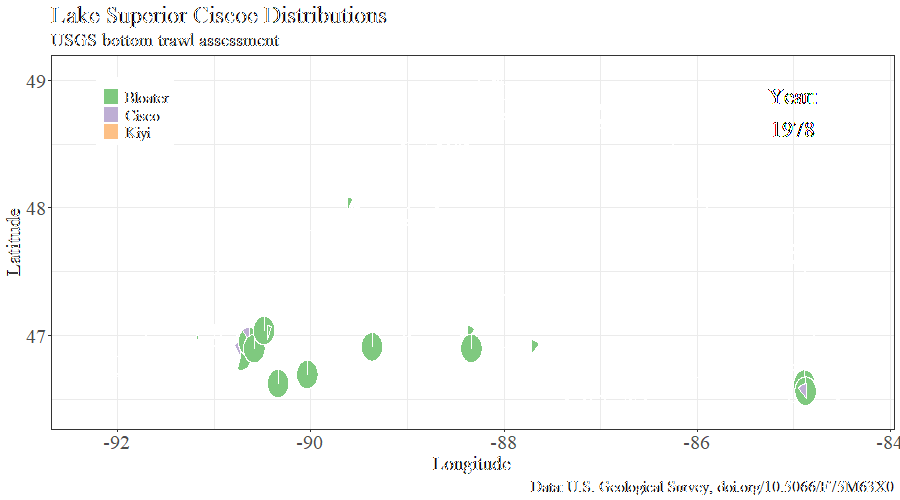 Lake Superior Ciscoe Distributions
USGS bottom trawl assessment
49
Bloater
Cisco
Kiyi
Year:
1978
48
Latitude
47
-92
-90
-88
-86
-84
Longitude
Data: U.S. Geological Survey, doi.org/10.5066/F75M63X0